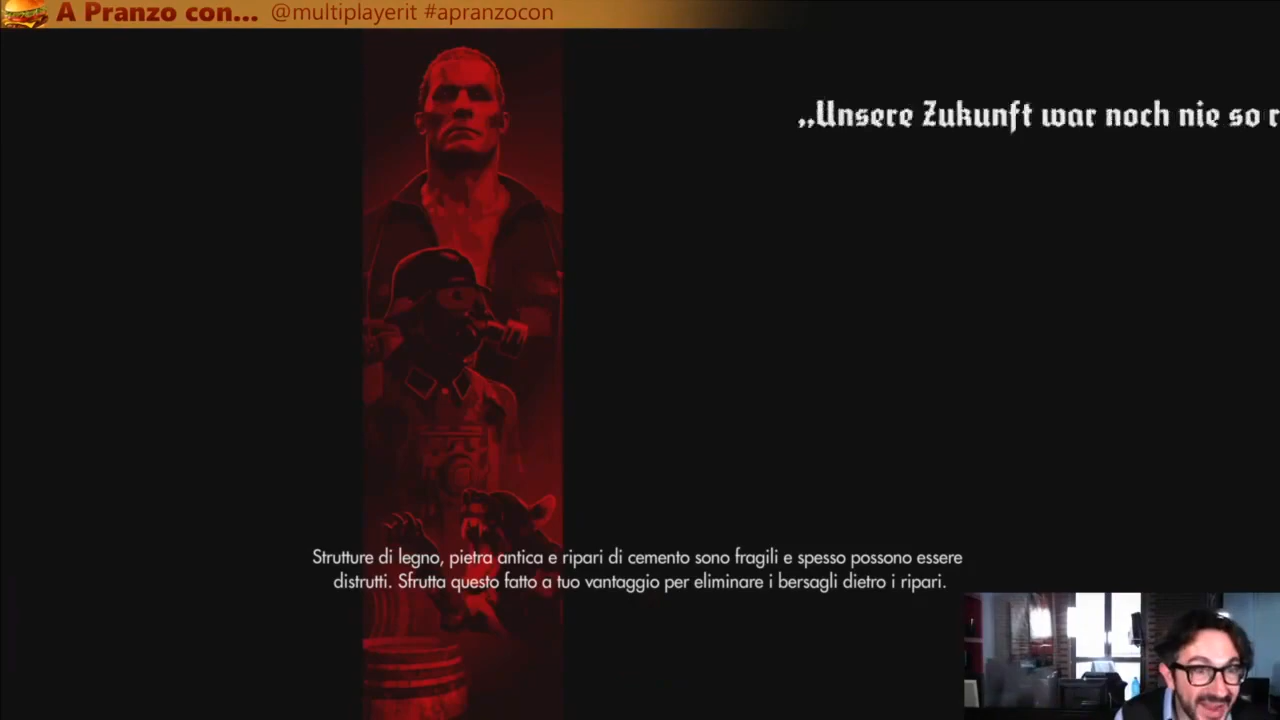 A Pranzo con... @multiplayerit #apranzocon
„Unsere Zukunft war noch nie so
Strutture di legno, pietra antica e ripari di cemento sono fragili e spesso possono essere
distrutti. Sfrutta questo fatto a tuo vantaggio per eliminare i bersagli dietro i ripari.